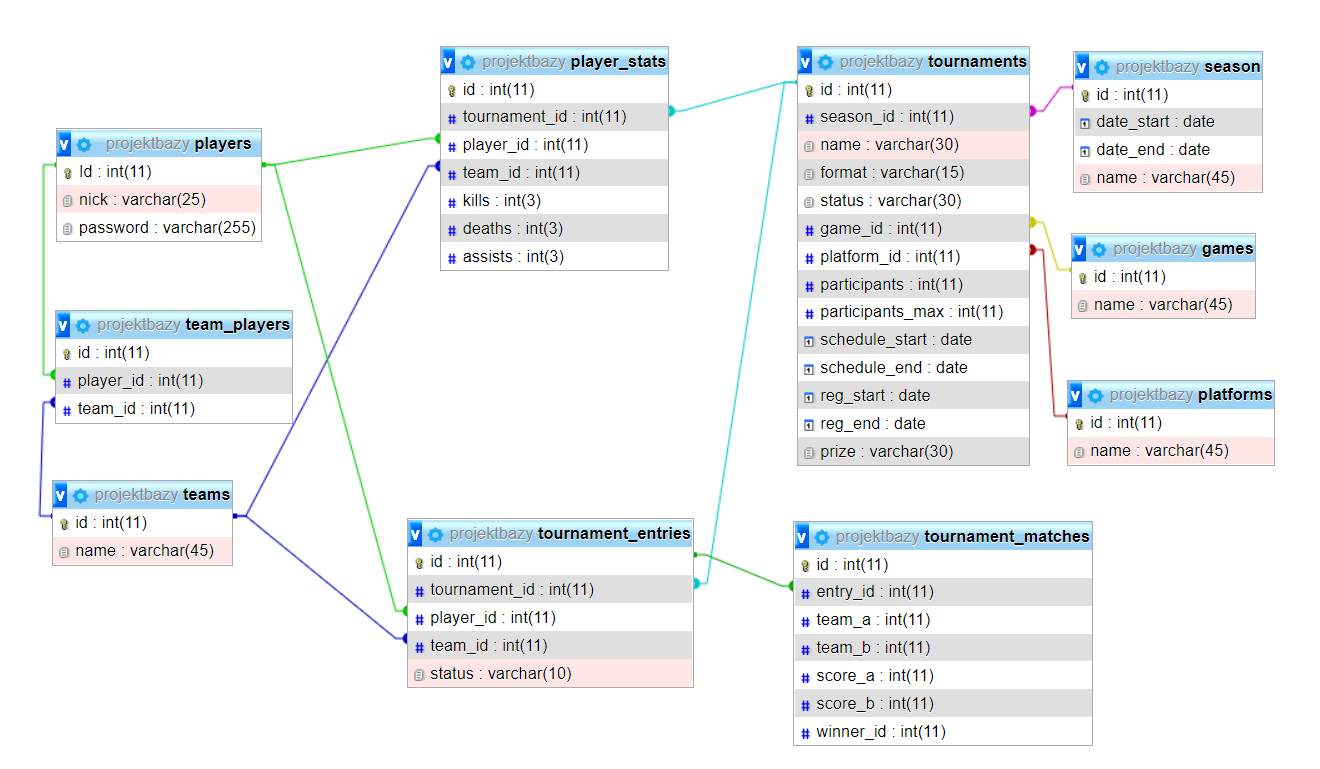 v projektbazy players
Id : int(11)
nick : varchar(25)
password : varchar(255)
v projektbazy team_players
id : int(11)
player_id : int(11)
team_id : int(11)
v projektbazy teams
id : int(11)
name : varchar(45)
v projektbazy player_stats
id : int(11)
tournament_id : int(11)
player_id : int(11)
team_id : int(11)
kills : int(3)
deaths : int(3)
assists : int(3)
v projektbazy tournament_entries
id : int(11)
tournament_id : int(11)
player_id : int(11)
team_id : int(11)
status : varchar(10)
v projektbazy tournaments
id : int(11)
season_id : int(11)
name : varchar(30)
format : varchar(15)
status : varchar(30)
game_id : int(11)
platform_id : int(11)
participants : int(11)
participants_max : int(11)
schedule_start : date
schedule_end : date
reg_start : date
reg_end : date
prize : varchar(30)
v projektbazy tournament_matches
id : int(11)
entry_id : int(11)
team_a : int(11)
team_b : int(11)
score_a : int(11)
score_b : int(11)
winner_id : int(11)
v projektbazy season
id : int(11)
date_start : date
date_end : date
name : varchar(45)
v projektbazy games
id : int(11)
name : varchar(45)
v projektbazy platforms
id : int(11)
name : varchar(45)